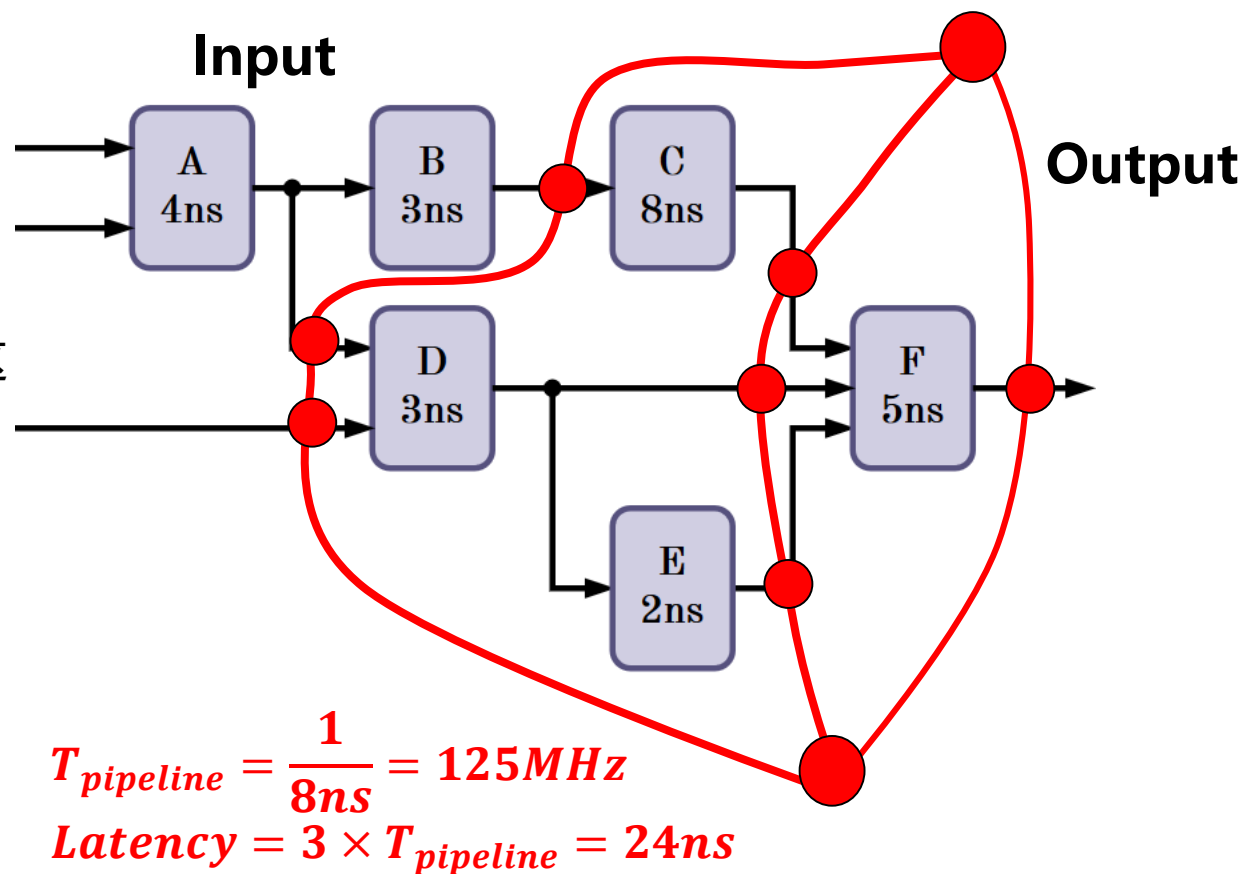 Input
A
4ns
B
3ns
C
8ns
Output
D
3ns
F
5ns
E
2ns
T_pipeline = 1/8ns = 125MHz
Latency = 3 × T_pipeline = 24ns